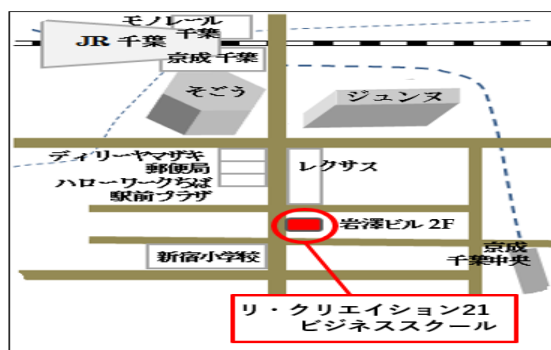 モノレール
千葉
JR 千葉
京成 千葉
そごう
ジュンヌ
ディリーヤマザキ
郵便局
ハローワークちば
駅前プラザ
レクサス
岩澤ビル 2F
新宿小学校
京成
千葉中央
リ・クリエイション21
ビジネススクール